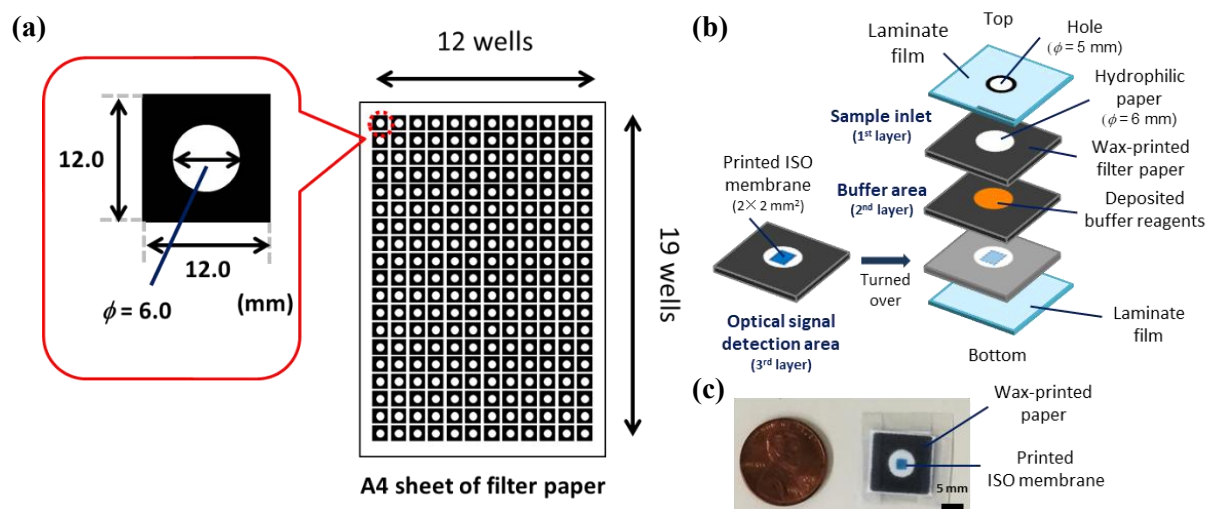 (a)
12 wells
12.0
12.0
ϕ = 6.0
(mm)
19 wells
A4 sheet of filter paper
(b)
Top
Laminate
film
Hole
(ϕ = 5 mm)
Hydrophilic
paper
(ϕ = 6 mm)
Sample inlet
(1st layer)
Wax-printed
filter paper
Printed ISO
membrane
(2×2 mm²)
Buffer area
(2nd layer)
Deposited
buffer reagents
Turned
over
Optical signal
detection area
(3rd layer)
Laminate
film
Bottom
(c)
Wax-printed
paper
Printed
ISO membrane
5 mm